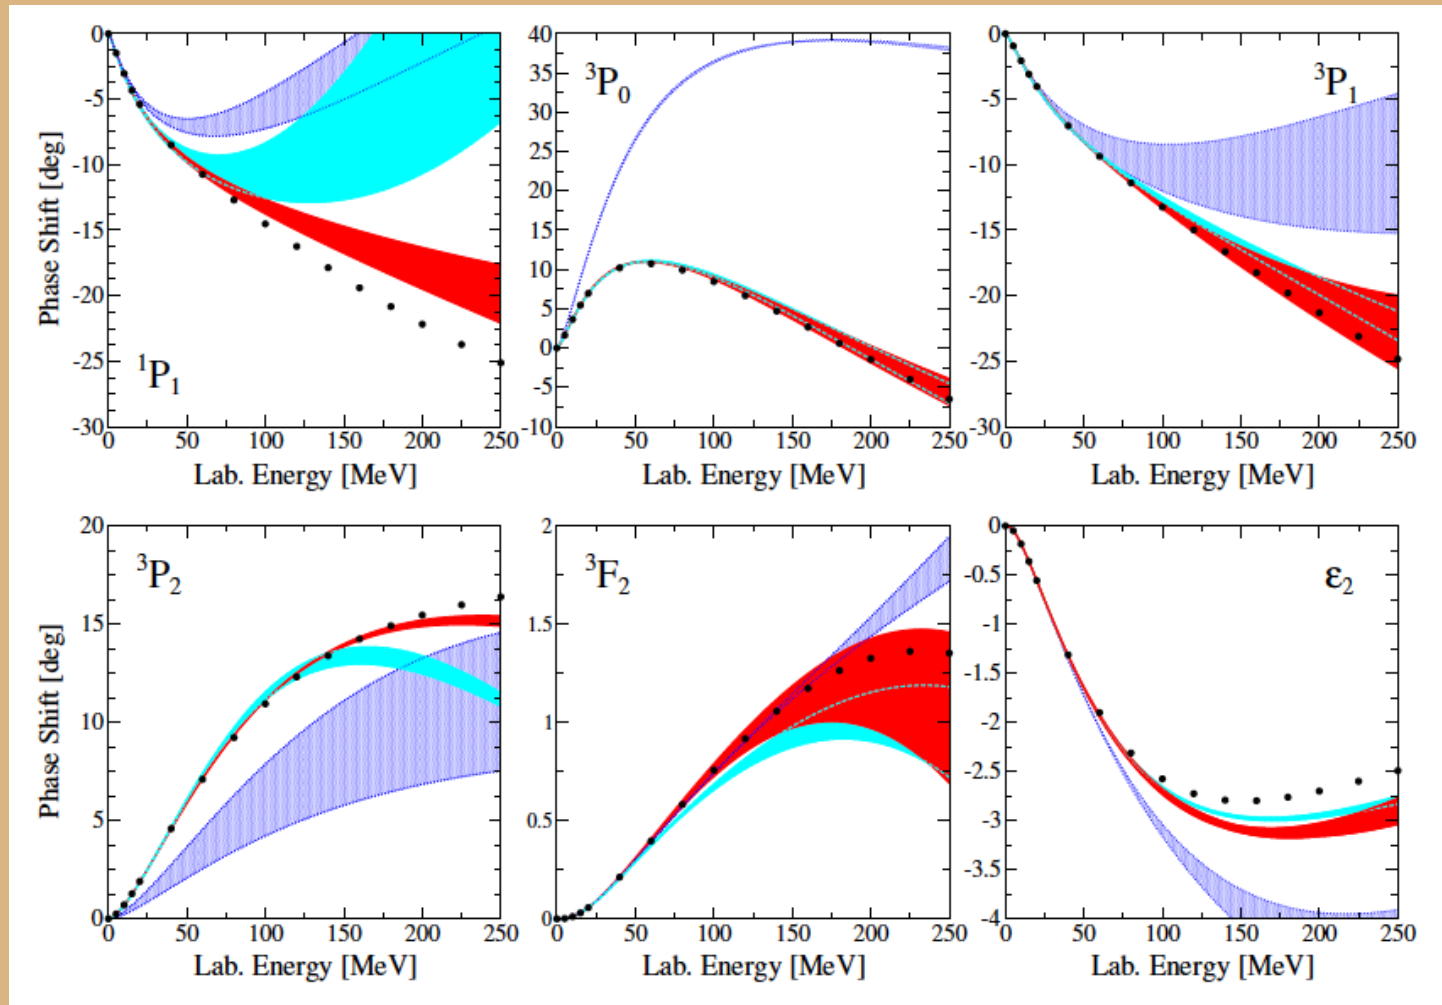 0
-5
-10
-15
-20
-25
-30
Phase Shift [deg]
¹P₁
0 50 100 150 200 250
Lab. Energy [MeV]
40
35
30
25
20
15
10
5
0
-5
-10
³P₀
0 50 100 150 200 250
Lab. Energy [MeV]
0
-5
-10
-15
-20
-25
-30
³P₁
0 50 100 150 200 250
Lab. Energy [MeV]
20
15
10
5
0
Phase Shift [deg]
³P₂
0 50 100 150 200 250
Lab. Energy [MeV]
2
1.5
1
0.5
0
³F₂
0 50 100 150 200 250
Lab. Energy [MeV]
0
-0.5
-1
-1.5
-2
-2.5
-3
-3.5
-4
ε₂
0 50 100 150 200 250
Lab. Energy [MeV]